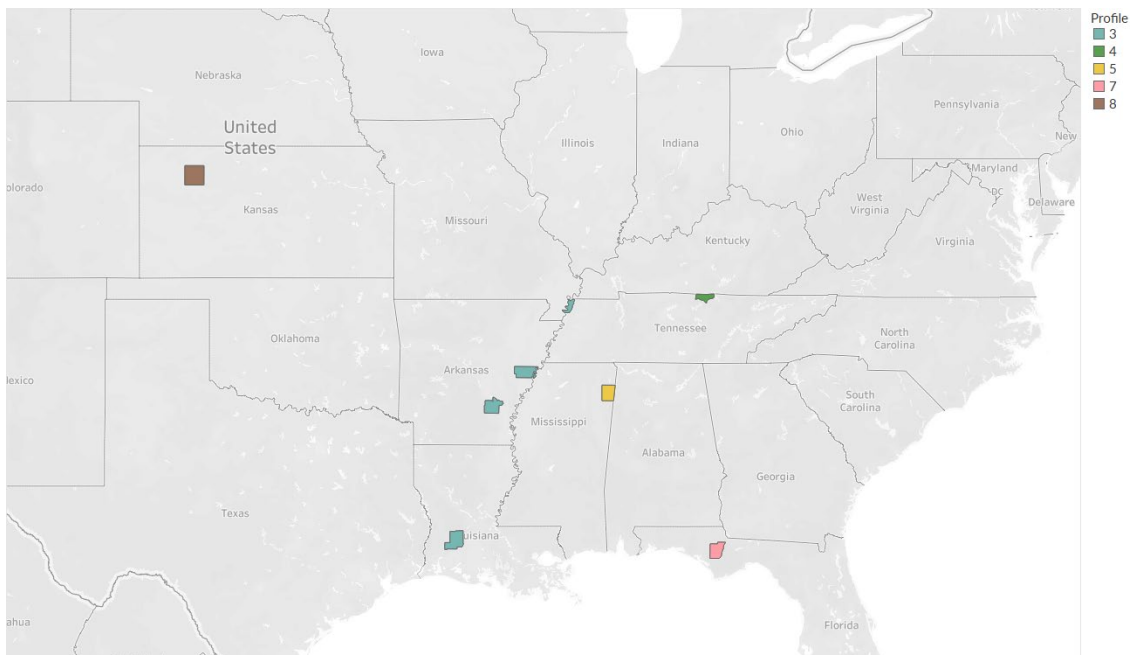 Profile
3
4
5
7
8
Iowa
Nebraska
Pennsylvania
United
States
Illinois
Indiana
Ohio
New
Maryland
DC
Delaware
olorado
West
Virginia
Kansas
Missouri
Kentucky
Virginia
Tennessee
North
Carolina
Oklahoma
Arkansas
lexico
South
Carolina
Mississippi
Alabama
Georgia
Texas
uisiana
ahua
Florida